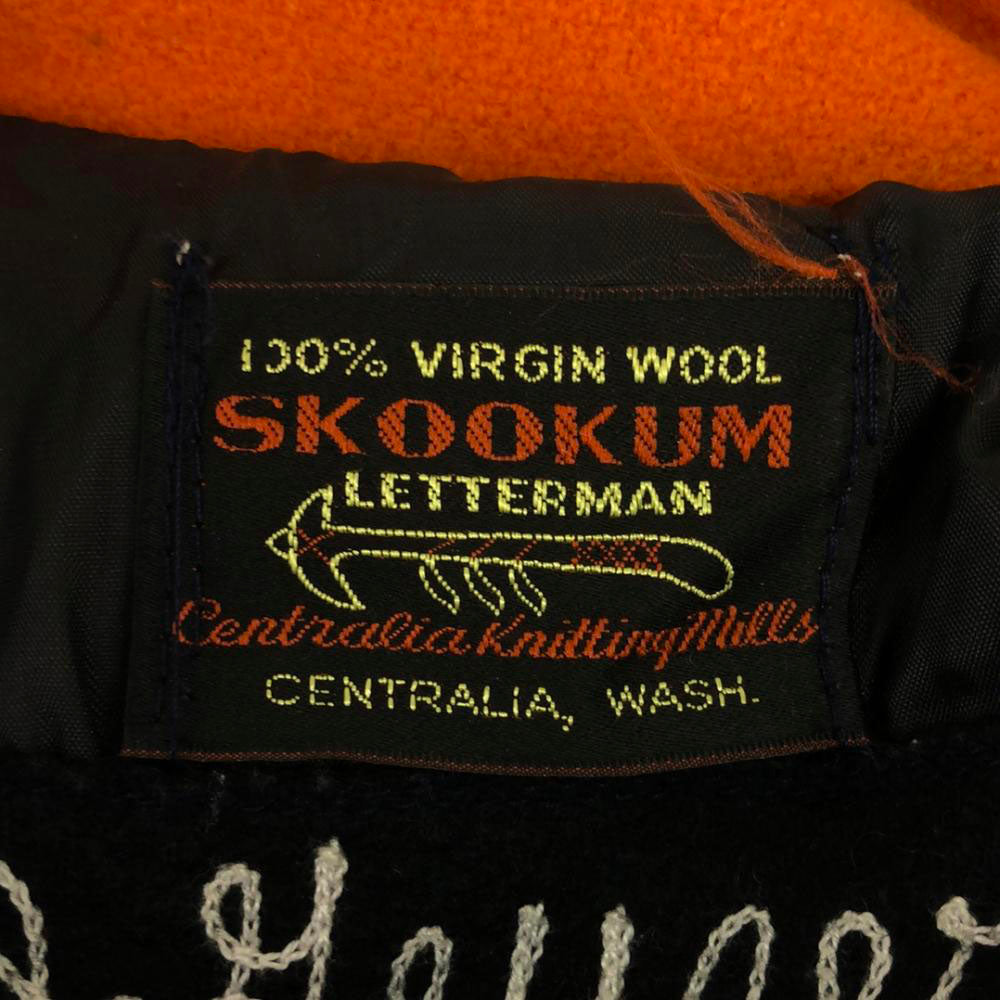 100% VIRGIN WOOL
SKOOKUM
LETTERMAN
Centralia Knitting Mills
CENTRALIA, WASH.